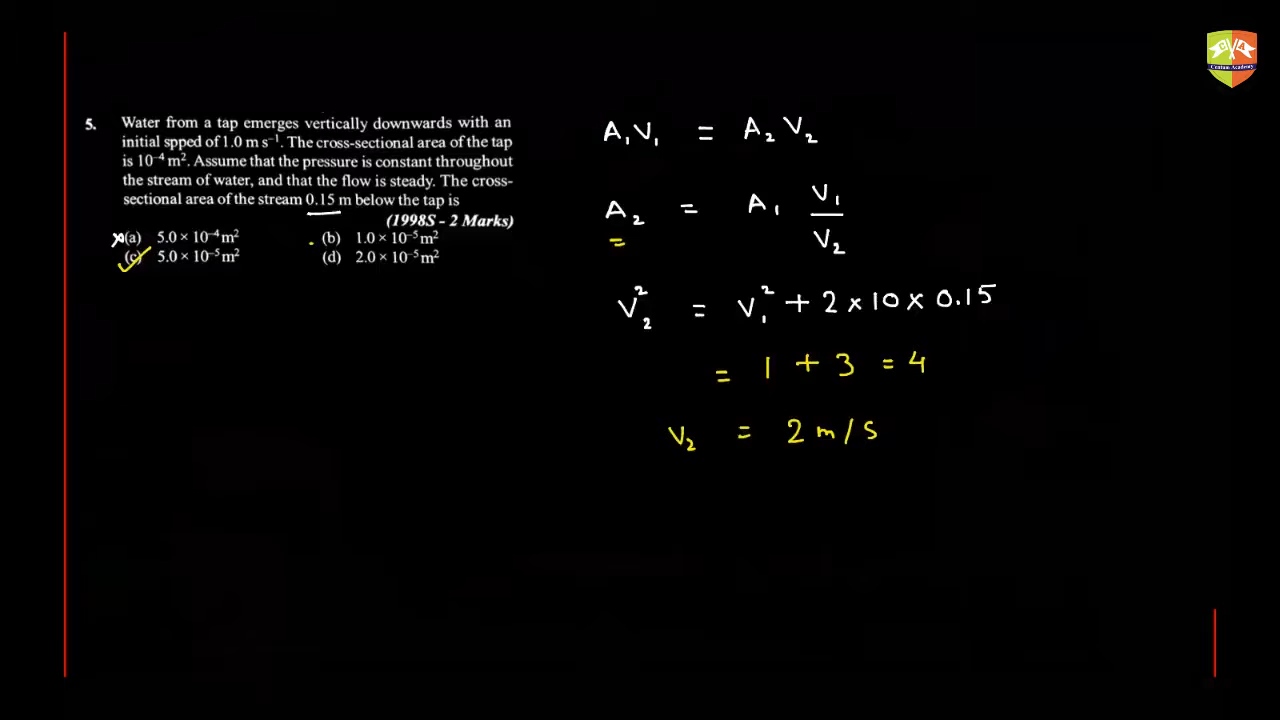 5. Water from a tap emerges vertically downwards with an
initial spped of 1.0 m s⁻¹. The cross-sectional area of the tap
is 10⁻⁴ m². Assume that the pressure is constant throughout
the stream of water, and that the flow is steady. The cross-
sectional area of the stream 0.15 m below the tap is
(1998S - 2 Marks)
(a) 5.0 × 10⁻⁴ m² (b) 1.0 × 10⁻⁵ m²
(c) 5.0 × 10⁻⁵ m² (d) 2.0 × 10⁻⁵ m²
A₁V₁ = A₂V₂
A₂ = A₁ V₁/V₂
V₂² = V₁² + 2 × 10 × 0.15
= 1 + 3 = 4
V₂ = 2 m/s
C A
Centum Academy